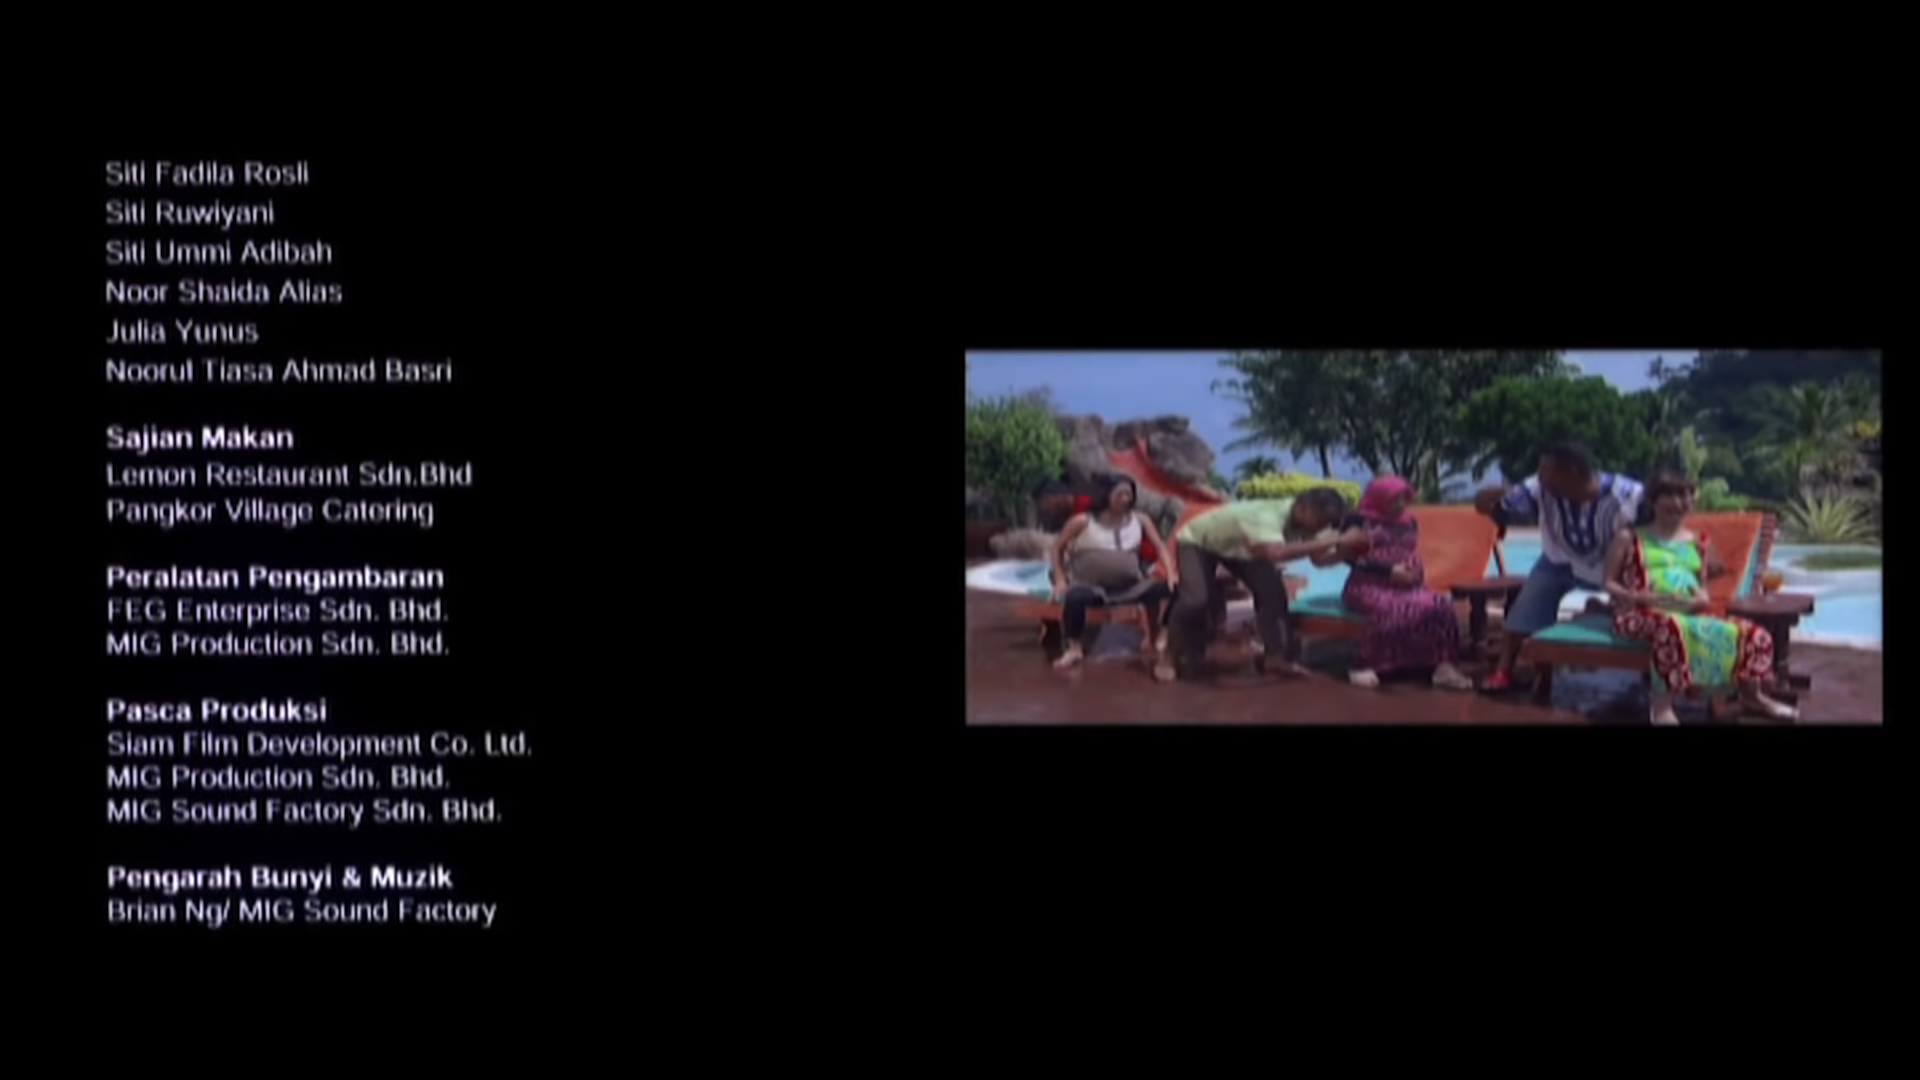 Siti Fadila Rosli
Siti Ruwiyani
Siti Ummi Adibah
Noor Shaida Alias
Julia Yunus
Noorul Tiasa Ahmad Basri
Sajian Makan
Lemon Restaurant Sdn.Bhd
Pangkor Village Catering
Peralatan Pengambaran
FEG Enterprise Sdn. Bhd.
MIG Production Sdn. Bhd.
Pasca Produksi
Siam Film Development Co. Ltd.
MIG Production Sdn. Bhd.
MIG Sound Factory Sdn. Bhd.
Pengarah Bunyi & Muzik
Brian Ng/ MIG Sound Factory